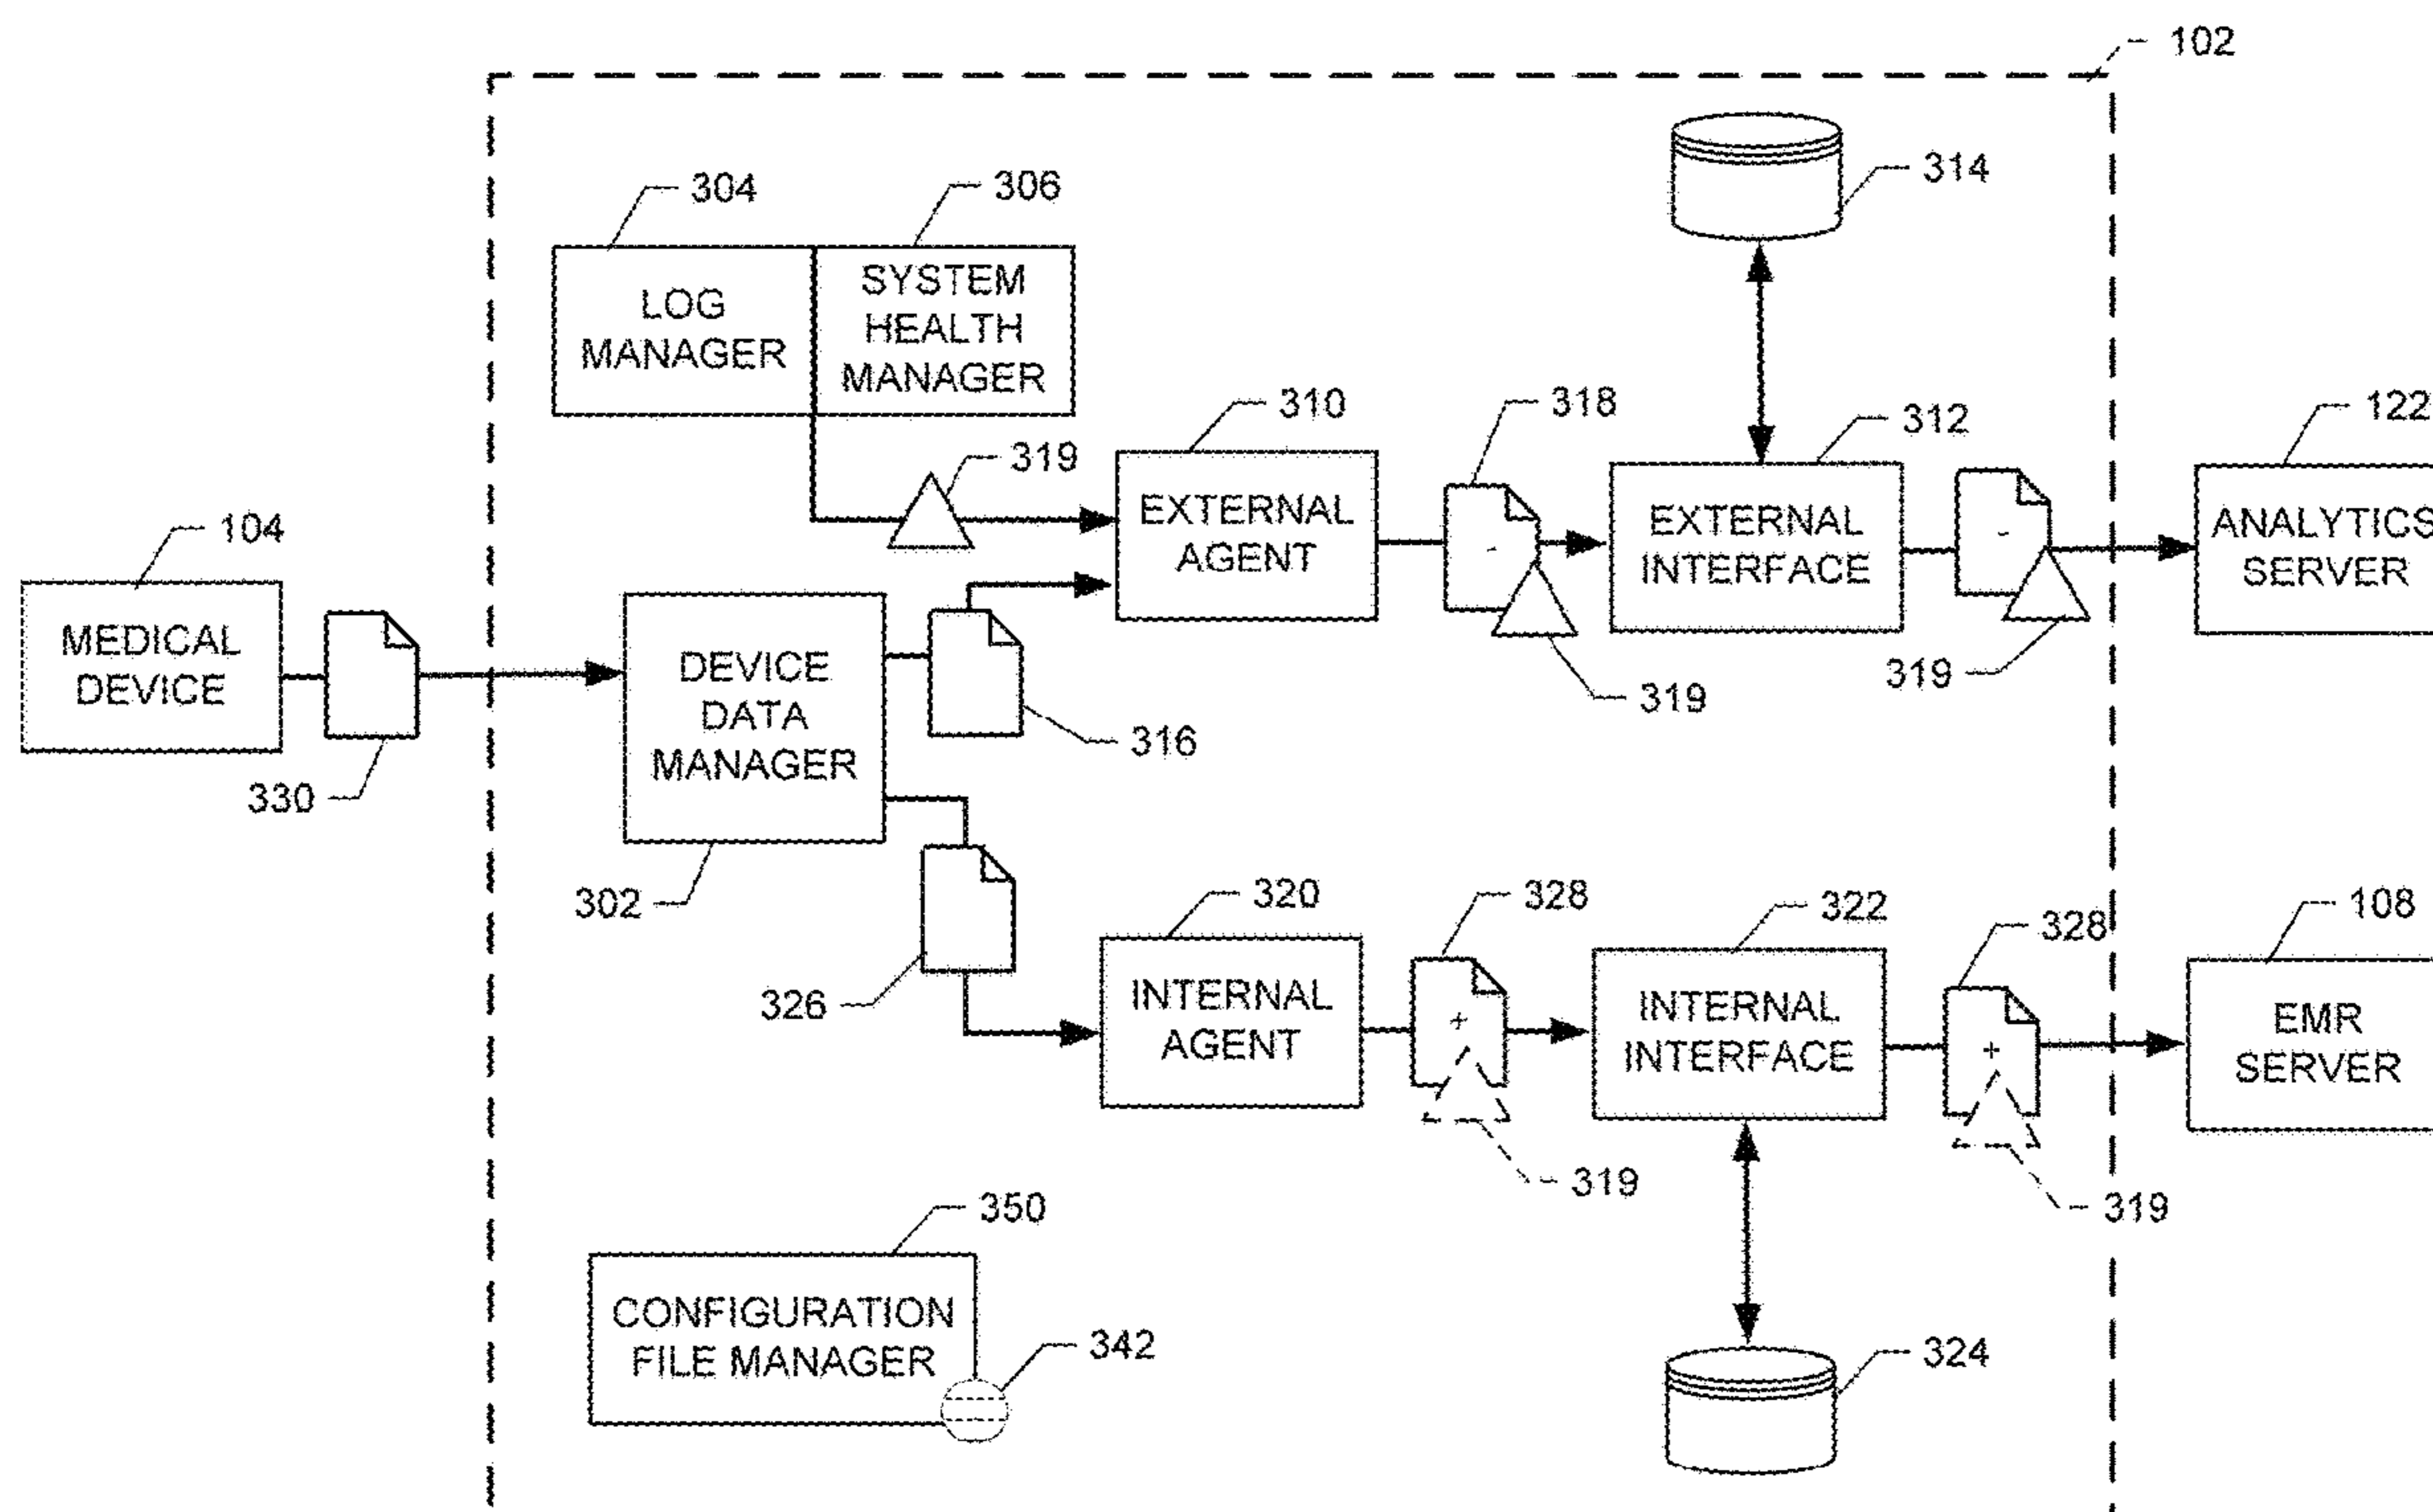 102
314
304
306
LOG
MANAGER
SYSTEM
HEALTH
MANAGER
310
318
312
122
319
EXTERNAL
AGENT
-
EXTERNAL
INTERFACE
-
ANALYTICS
SERVER
104
MEDICAL
DEVICE
330
DEVICE
DATA
MANAGER
316
319
319
302
326
320
328
322
328
108
INTERNAL
AGENT
+
INTERNAL
INTERFACE
+
EMR
SERVER
319
319
350
CONFIGURATION
FILE MANAGER
342
324